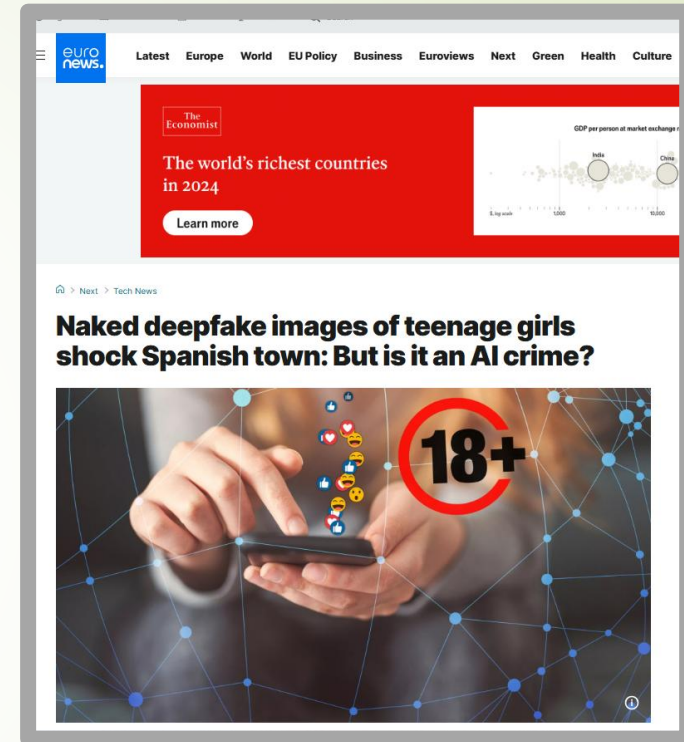 euro
news.
Latest Europe World EU Policy Business Euroviews Next Green Health Culture
The
Economist
The world's richest countries
in 2024
Learn more
GDP per person at market exchange
India
China
$, log scale
1,000
10,000
Next > Tech News
Naked deepfake images of teenage girls
shock Spanish town: But is it an AI crime?
18+